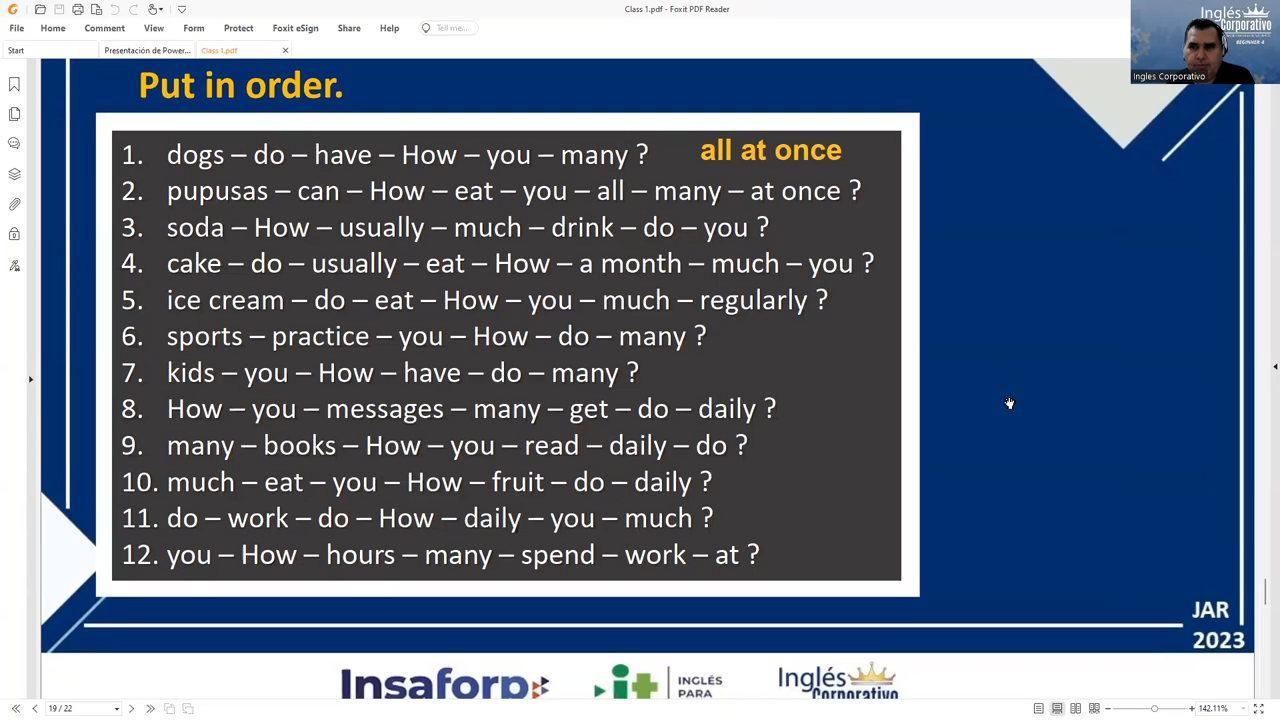 Class 1.pdf - Foxit PDF Reader
File Home Comment View Form Protect Foxit eSign Share Help Tell me...
Start Presentación de Power... Class 1.pdf
Inglés
Corporativo
BEGINNER 4
Ingles Corporativo
Put in order.
all at once
1. dogs – do – have – How – you – many ?
2. pupusas – can – How – eat – you – all – many – at once ?
3. soda – How – usually – much – drink – do – you ?
4. cake – do – usually – eat – How – a month – much – you ?
5. ice cream – do – eat – How – you – much – regularly ?
6. sports – practice – you – How – do – many ?
7. kids – you – How – have – do – many ?
8. How – you – messages – many – get – do – daily ?
9. many – books – How – you – read – daily – do ?
10. much – eat – you – How – fruit – do – daily ?
11. do – work – do – How – daily – you – much ?
12. you – How – hours – many – spend – work – at ?
JAR
2023
Insaforp
it
INGLÉS
PARA
Inglés
Corporativo
19 / 22
142.11%